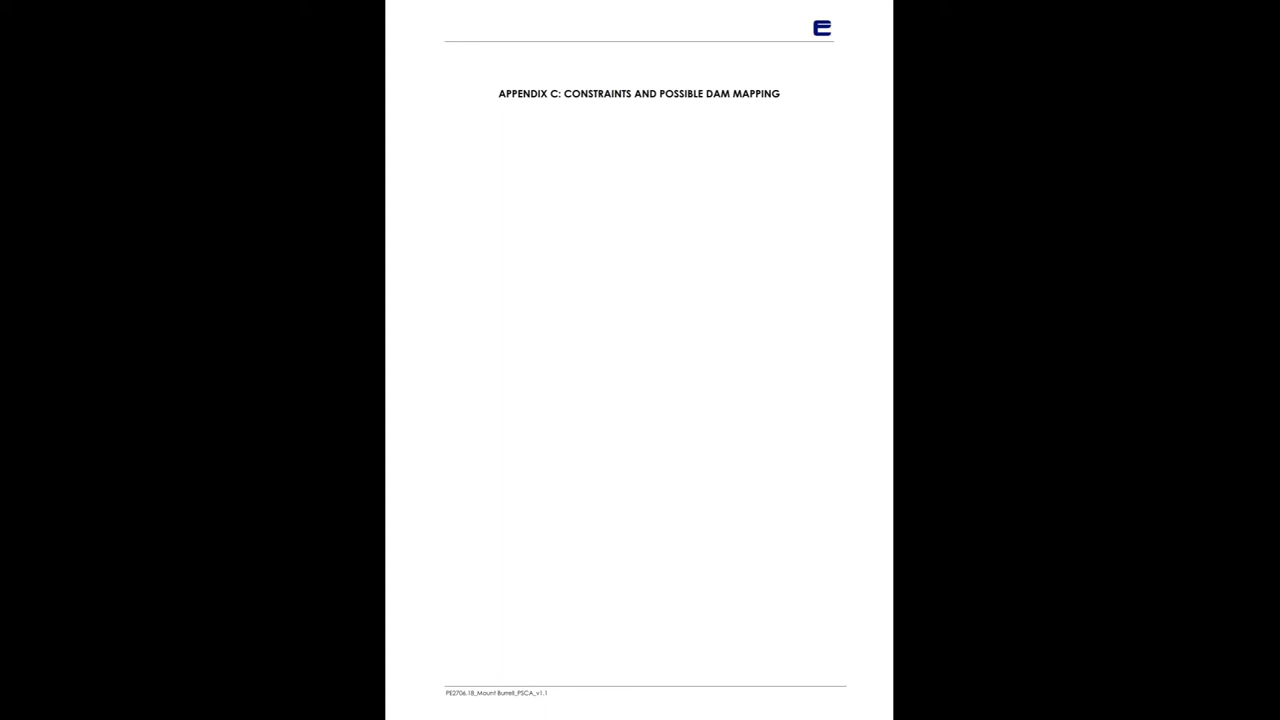 E
APPENDIX C: CONSTRAINTS AND POSSIBLE DAM MAPPING
PE2706.18_Mount Burrell_PSCA_v1.1